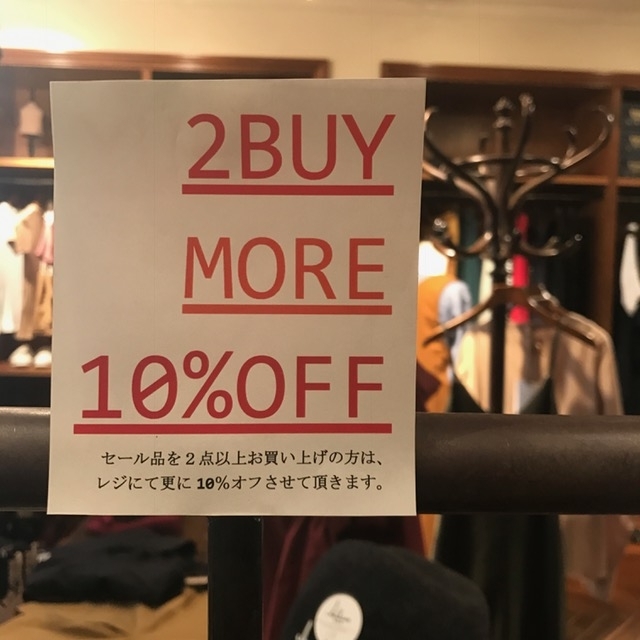 2BUY
MORE
10%OFF
セール品を２点以上お買い上げの方は、
レジにて更に10%オフさせて頂きます。